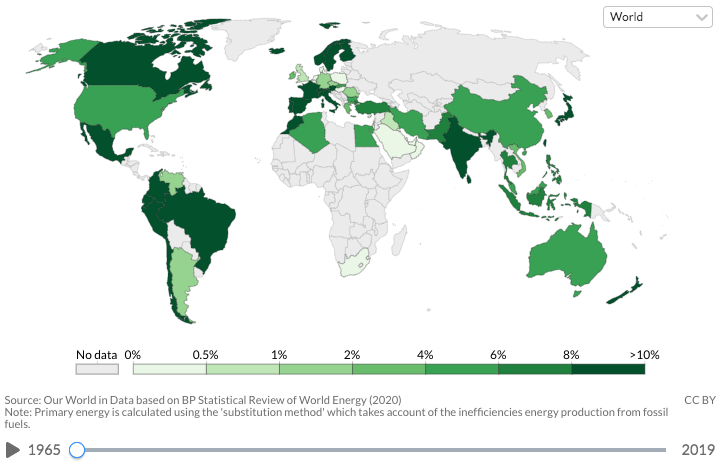 World
No data 0% 0.5% 1% 2% 4% 6% 8% >10%
Source: Our World in Data based on BP Statistical Review of World Energy (2020) CC BY
Note: Primary energy is calculated using the 'substitution method' which takes account of the inefficiencies energy production from fossil
fuels.
1965 2019